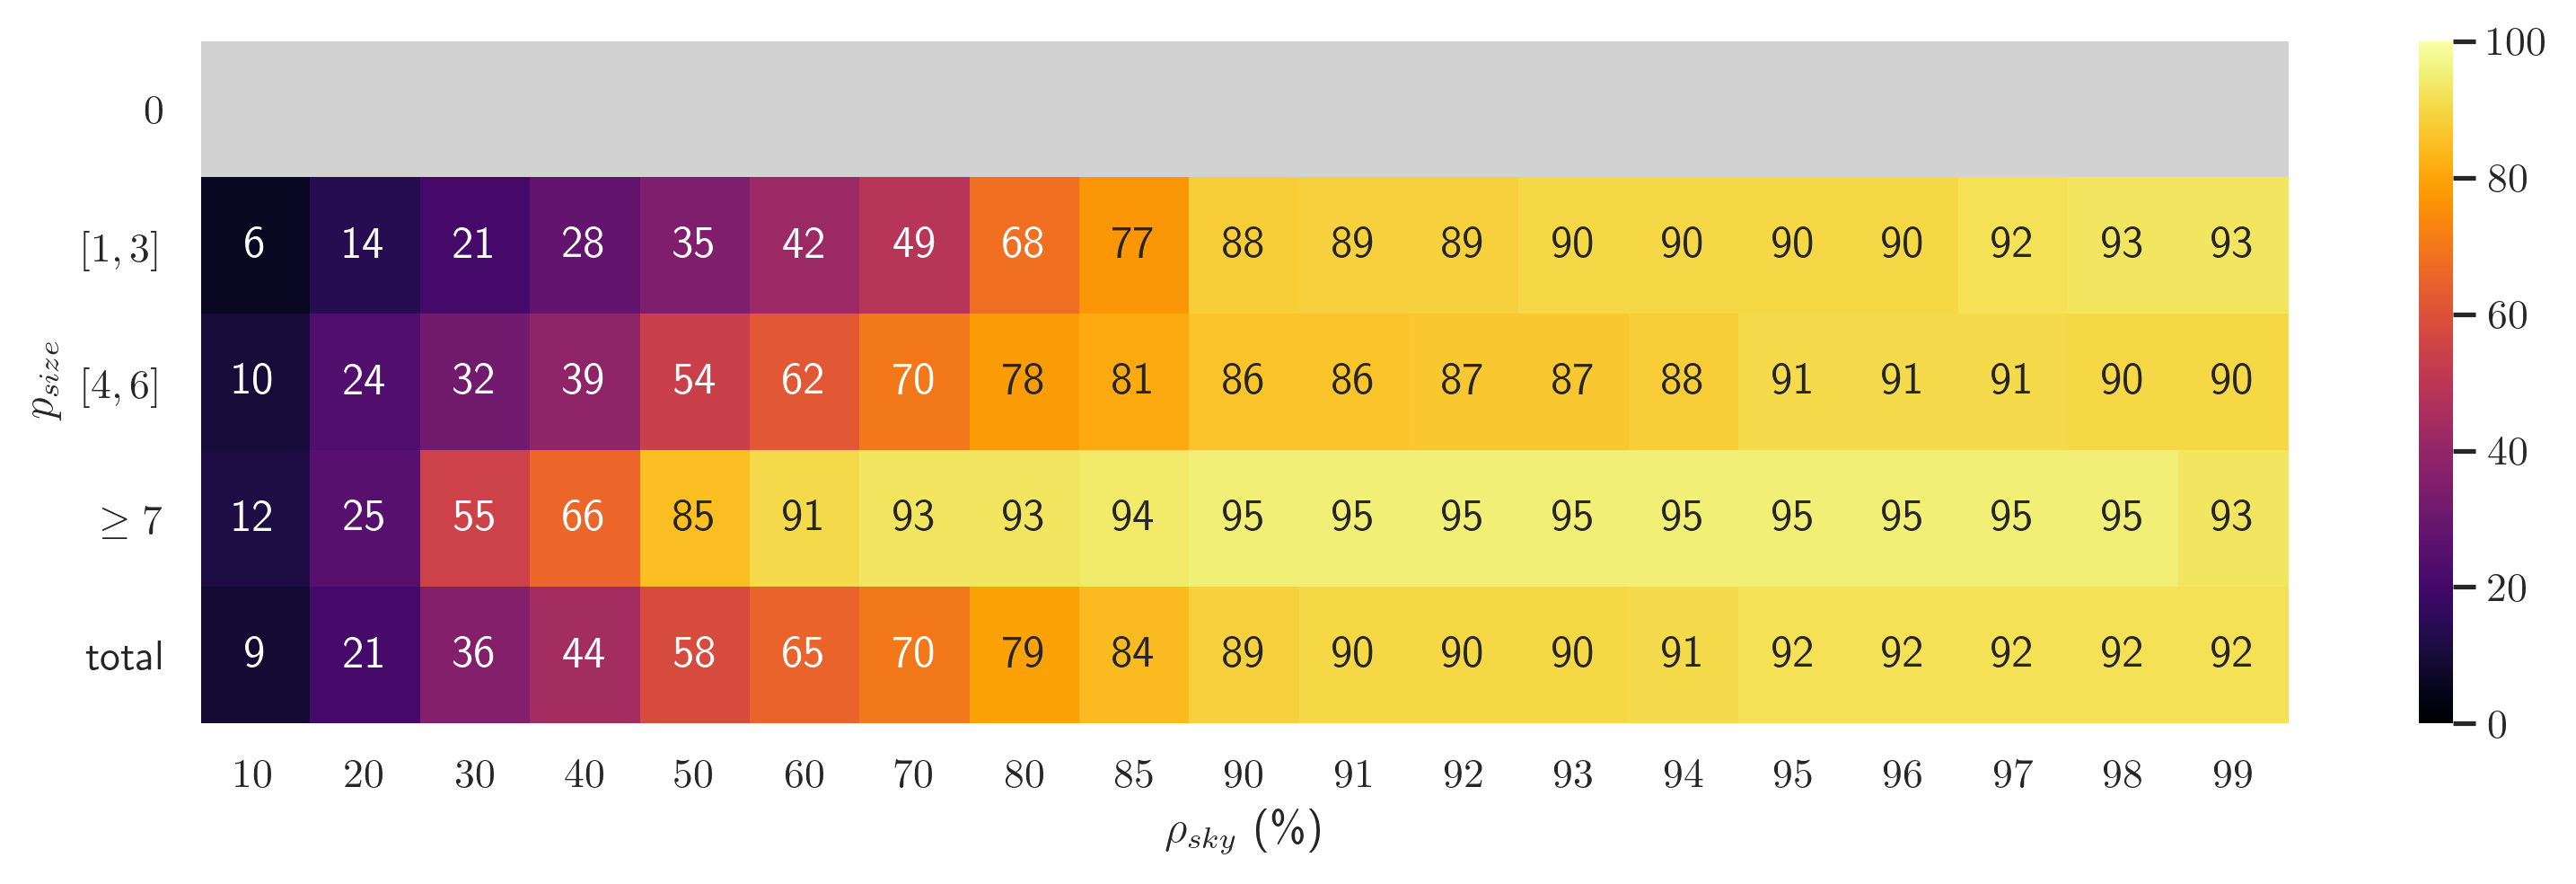 0
[1, 3] 6 14 21 28 35 42 49 68 77 88 89 89 90 90 90 90 92 93 93
[4, 6] 10 24 32 39 54 62 70 78 81 86 86 87 87 88 91 91 91 90 90
≥ 7 12 25 55 66 85 91 93 93 94 95 95 95 95 95 95 95 95 95 93
total 9 21 36 44 58 65 70 79 84 89 90 90 90 91 92 92 92 92 92
10 20 30 40 50 60 70 80 85 90 91 92 93 94 95 96 97 98 99
ρsky (%)
psize
100
80
60
40
20
0